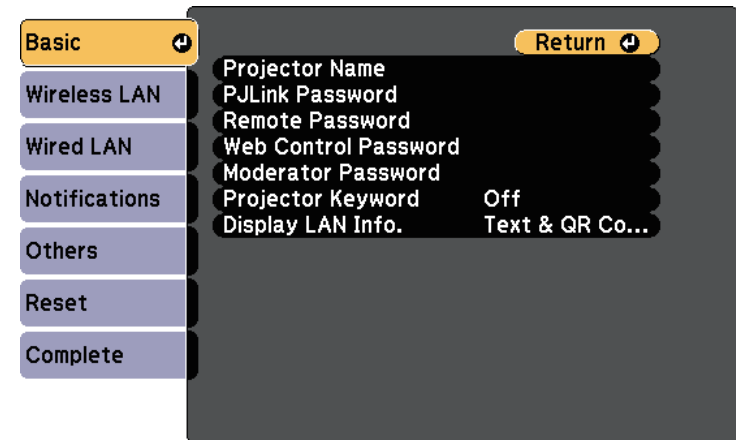 Basic
Wireless LAN
Wired LAN
Notifications
Others
Reset
Complete
Return
Projector Name
PJLink Password
Remote Password
Web Control Password
Moderator Password
Projector Keyword Off
Display LAN Info. Text & QR Co...